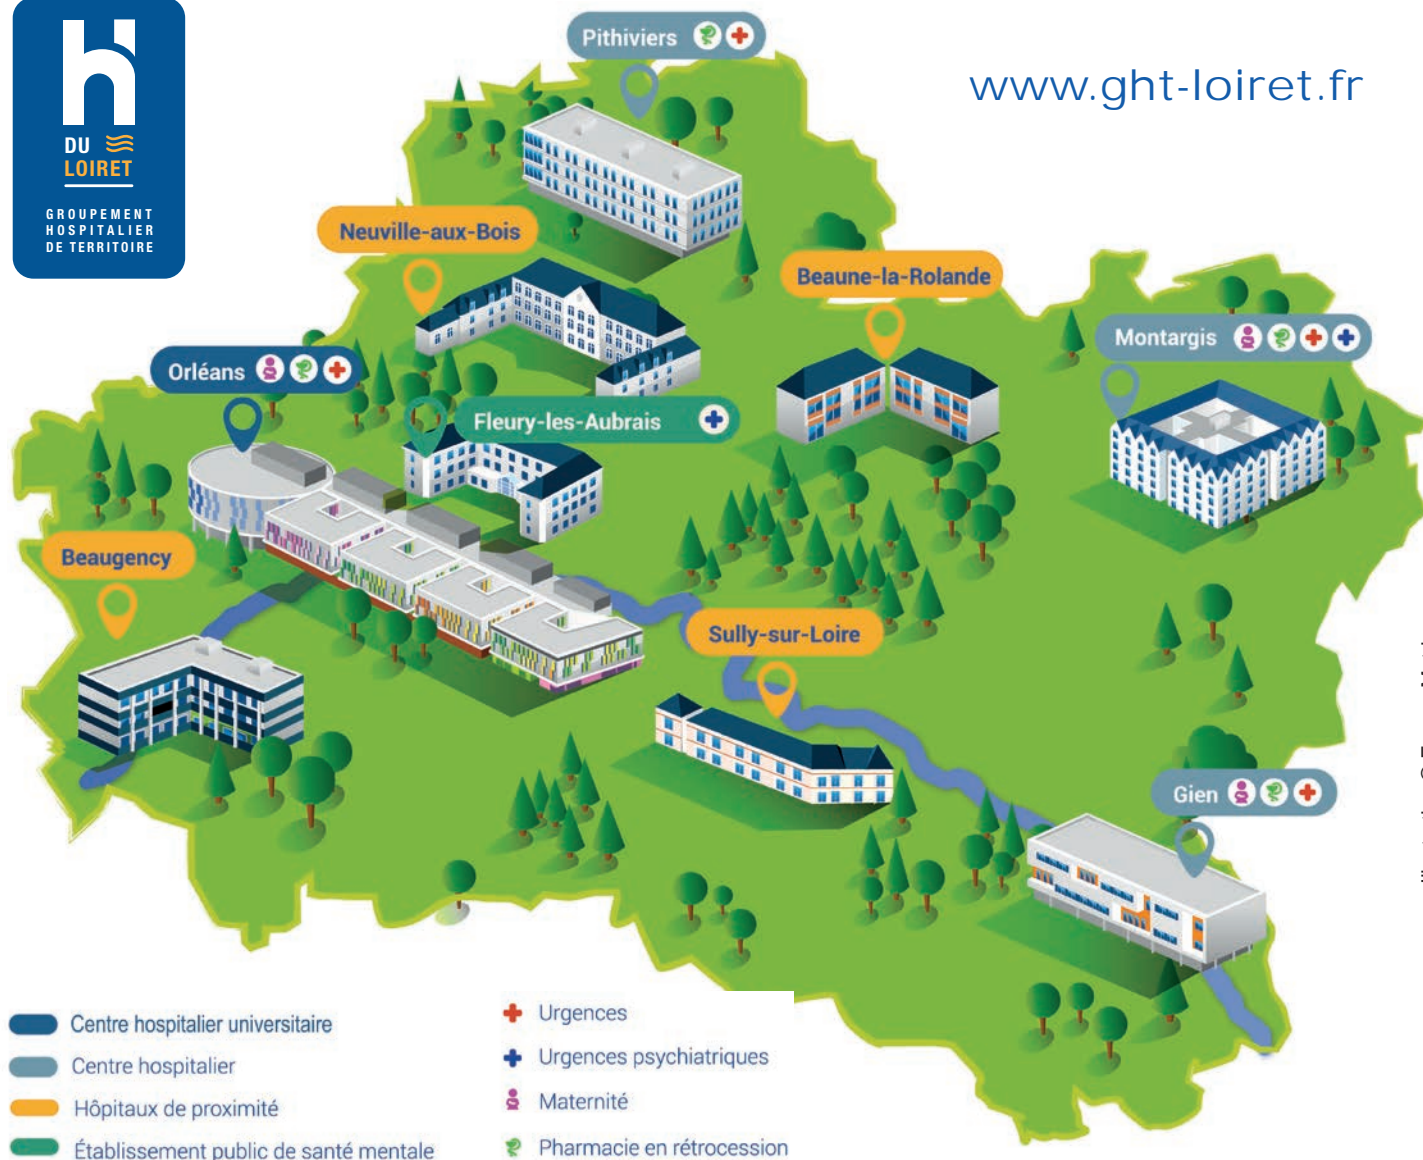 h
DU
LOIRET
GROUPEMENT
HOSPITALIER
DE TERRITOIRE
www.ght-loiret.fr
Pithiviers
Neuville-aux-Bois
Beaune-la-Rolande
Montargis
Orléans
Fleury-les-Aubrais
Beaugency
Sully-sur-Loire
Gien
Centre hospitalier universitaire
Centre hospitalier
Hôpitaux de proximité
Établissement public de santé mentale
Urgences
Urgences psychiatriques
Maternité
Pharmacie en rétrocession